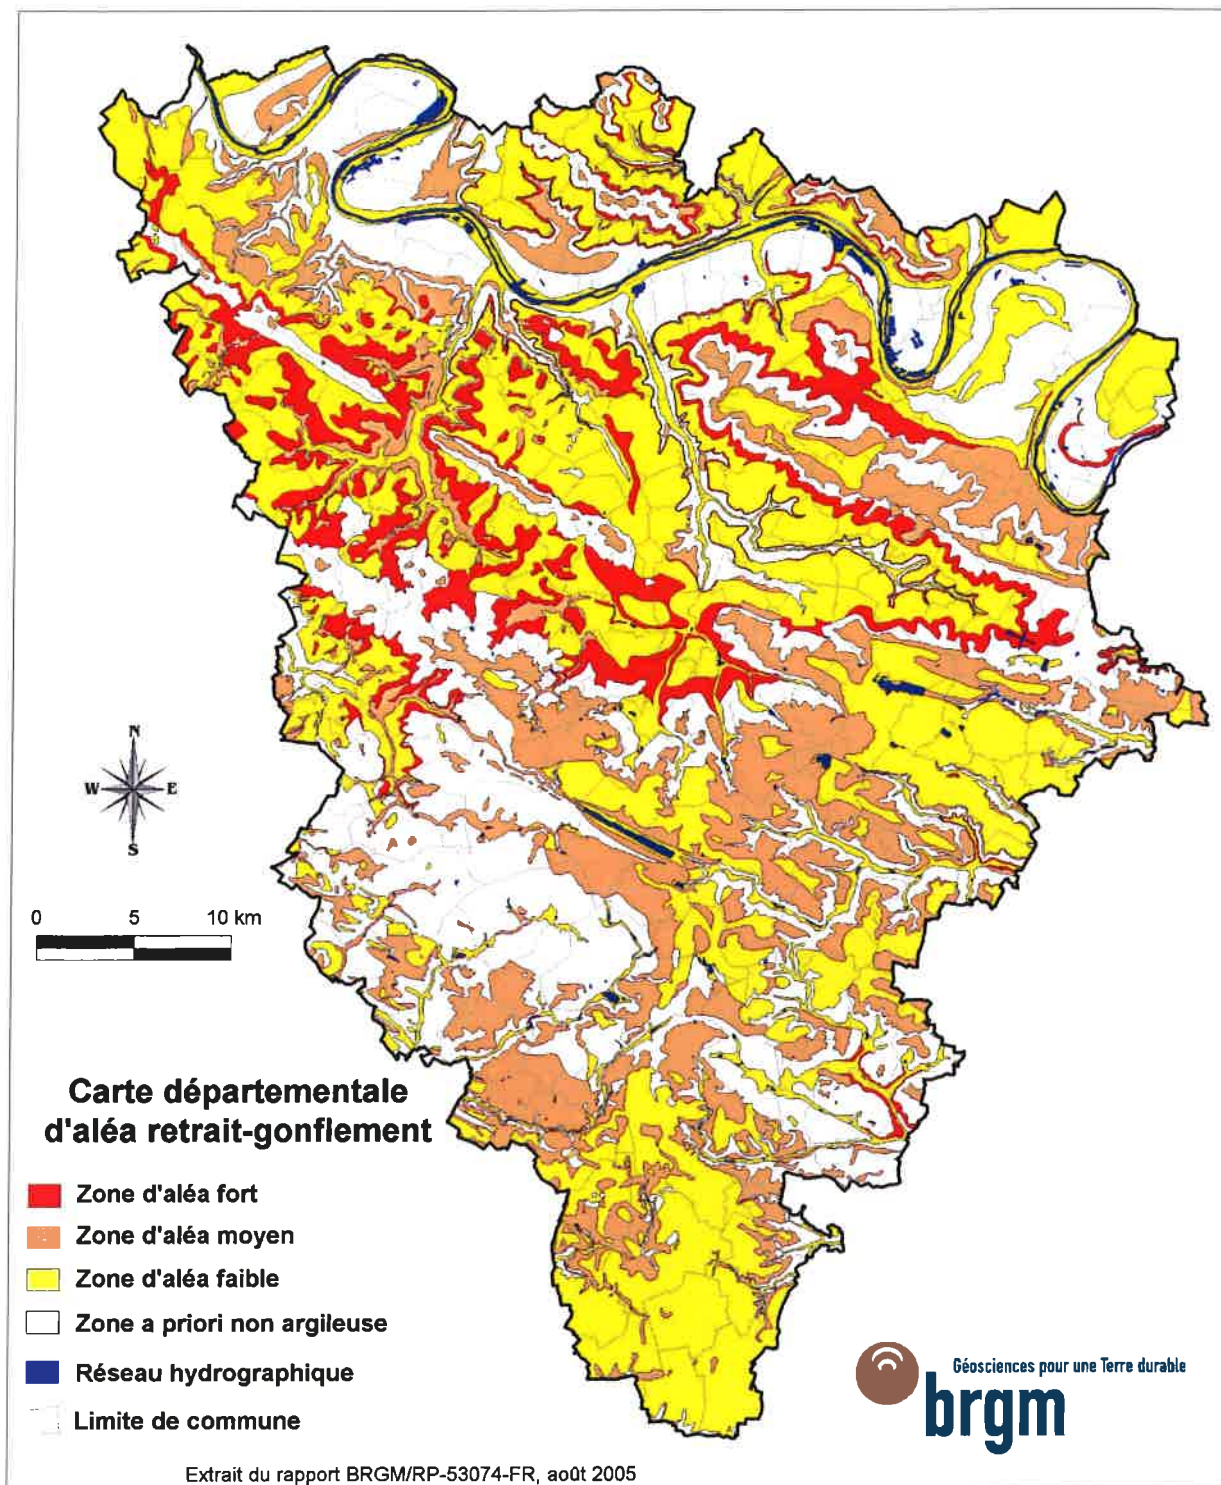 N
W E
S
0 5 10 km
Carte départementale
d'aléa retrait-gonflement
Zone d'aléa fort
Zone d'aléa moyen
Zone d'aléa faible
Zone a priori non argileuse
Réseau hydrographique
Limite de commune
Géosciences pour une Terre durable
brgm
Extrait du rapport BRGM/RP-53074-FR, août 2005